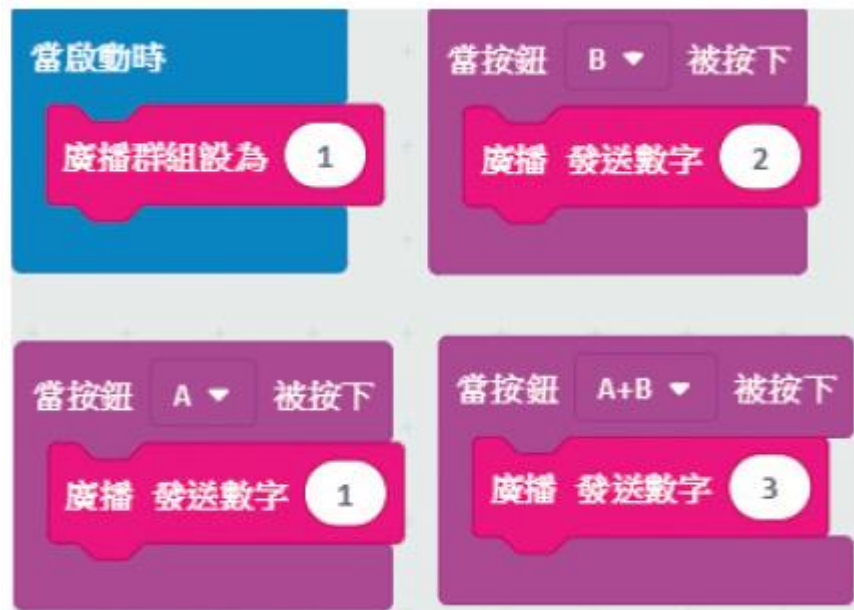 當啟動時
廣播群組設為 1
當按鈕 B 被按下
廣播 發送數字 2
當按鈕 A 被按下
廣播 發送數字 1
當按鈕 A+B 被按下
廣播 發送數字 3